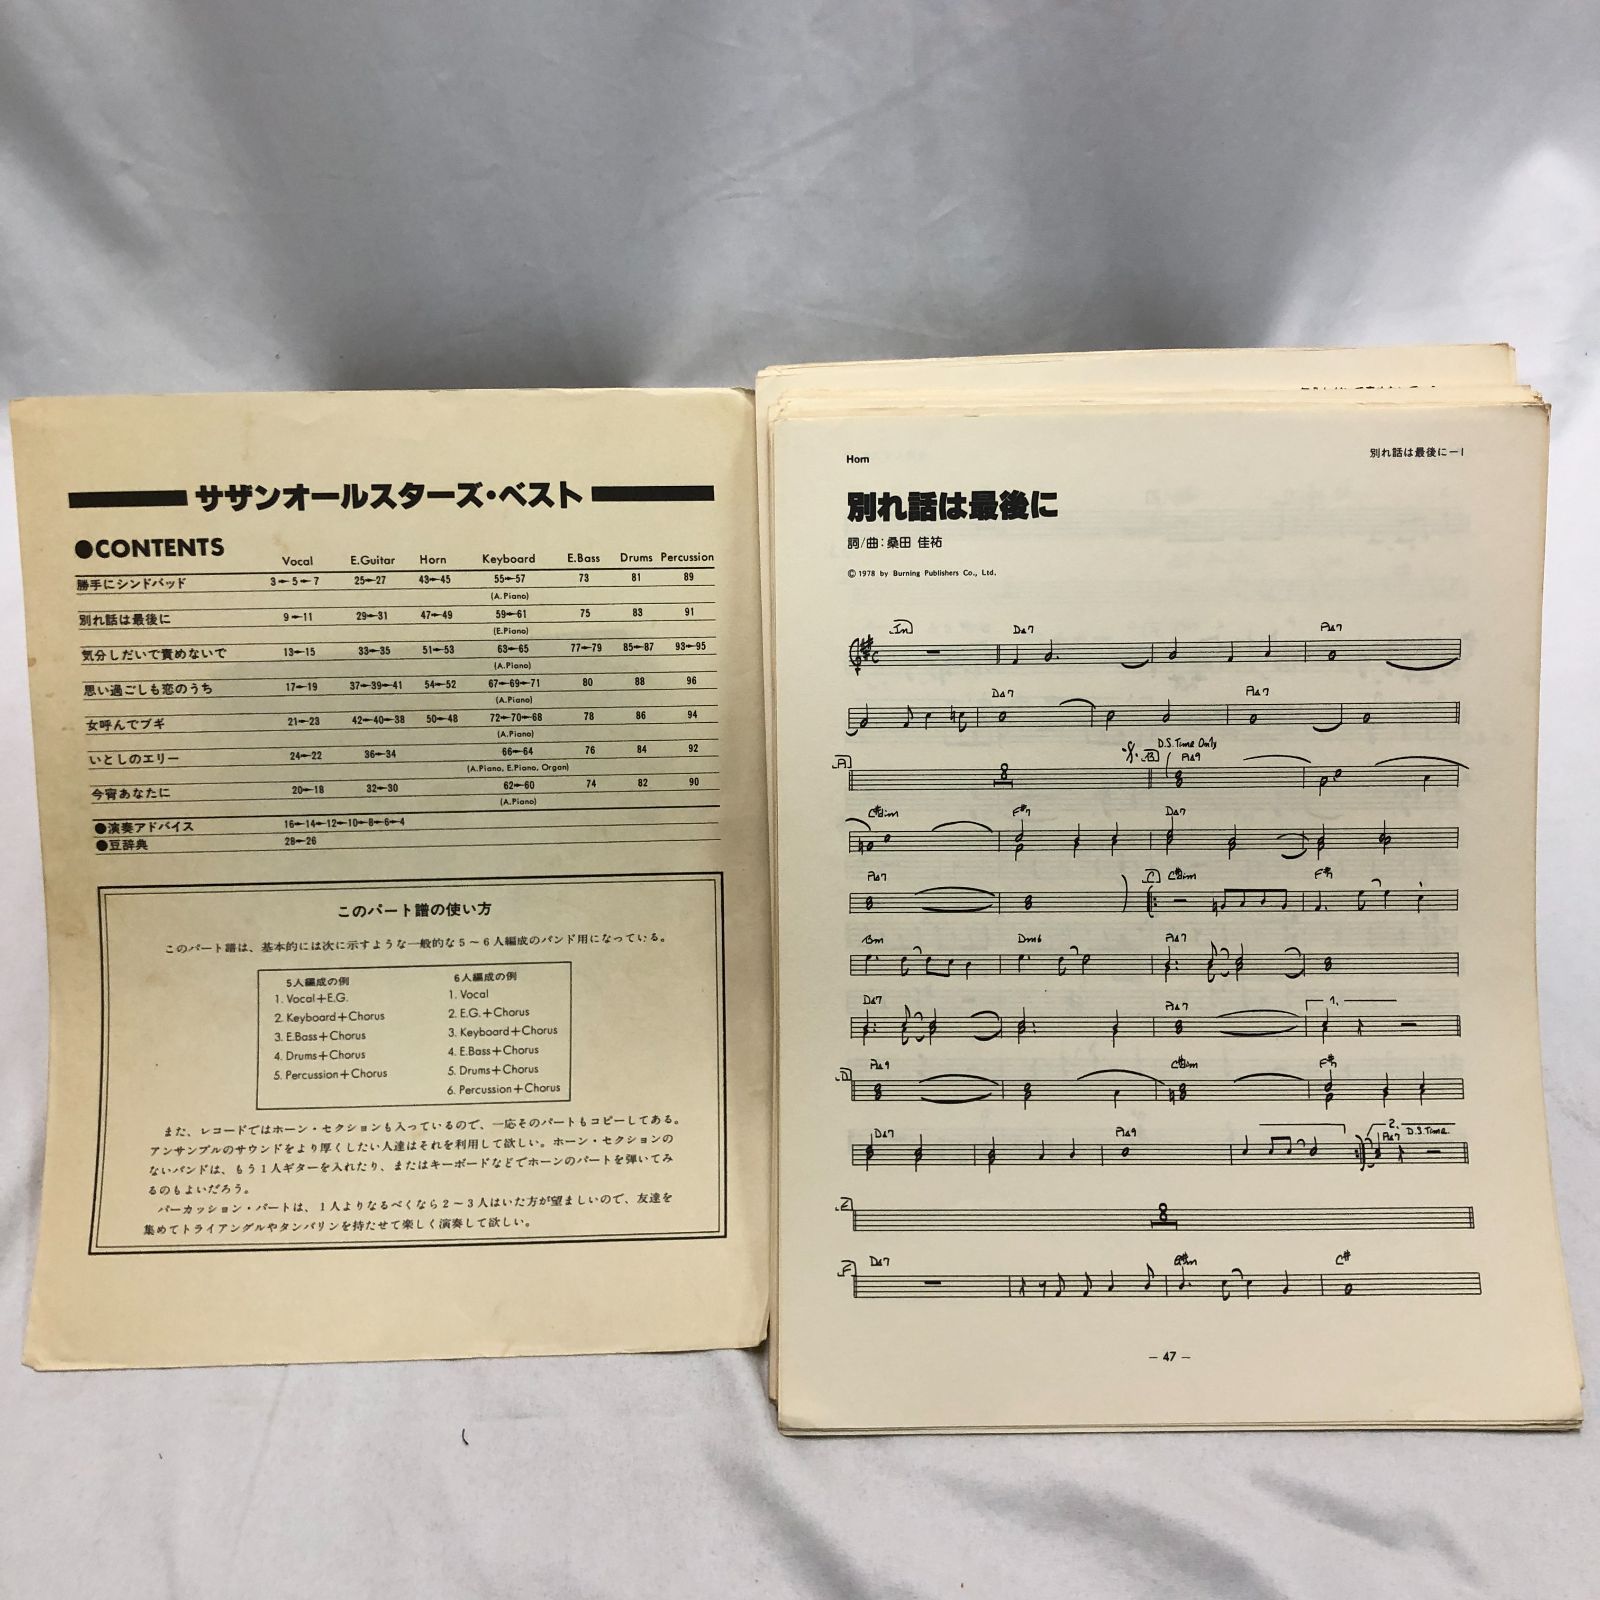 サザンオールスターズ・ベスト
●CONTENTS
Vocal E.Guitar Horn Keyboard E.Bass Drums Percussion
勝手にシンドバッド 3➛5➛7 25➛27 43➛45 55➛57 73 81 89
(A.Piano)
別れ話は最後に 9➛11 29➛31 47➛49 59➛61 75 83 91
(E.Piano)
気分しだいで責めないで 13➛15 33➛35 51➛53 63➛65 77➛79 85➛87 93➛95
(A.Piano)
思い過ごしも恋のうち 17➛19 37➛39➛41 54➛52 67➛69➛71 80 88 96
(A.Piano)
女呼んでブギ 21➛23 42➛40➛38 50➛48 72➛70➛68 78 86 94
(A.Piano)
いとしのエリー 24➛22 36➛34 66➛64 76 84 92
(A.Piano, E.Piano, Organ)
今宵あなたに 20➛18 32➛30 62➛60 74 82 90
(A.Piano)
●演奏アドバイス 16➛14➛12➛10➛8➛6➛4
●豆辞典 28➛26
このパート譜の使い方
このパート譜は、基本的には次に示すような一般的な5〜6人編成のバンド用になっている。
5人編成の例
1. Vocal+E.G.
2. Keyboard+Chorus
3. E.Bass+Chorus
4. Drums+Chorus
5. Percussion+Chorus
6人編成の例
1. Vocal
2. E.G.+Chorus
3. Keyboard+Chorus
4. E.Bass+Chorus
5. Drums+Chorus
6. Percussion+Chorus
また、レコードではホーン・セクションも入っているので、一応そのパートもコピーしてある。
アンサンブルのサウンドをより厚くしたい人達はそれを利用して欲しい。ホーン・セクションの
ないバンドは、もう1人ギターを入れたり、またはキーボードなどでホーンのパートを弾いてみ
るのもよいだろう。
パーカッション・パートは、1人よりなるべくなら2〜3人はいた方が望ましいので、友達を
集めてトライアングルやタンバリンを持たせて楽しく演奏して欲しい。
Horn 別れ話は最後に－1
別れ話は最後に
詞/曲：桑田 佳祐
©1978 by Burning Publishers Co., Ltd.
In D△7 A△7
D△7 A△7
A 8 B D.S. Time Only A△9
C#dim F#7 D△7
A△7 C C#dim F#7
Bm Dm6 A△7
D△7 A△7 1.
D A△9 C#dim F#7
D△7 A△9 2. A△7 D.S. Time
E 8
F D△7 G#m C#
— 47 —